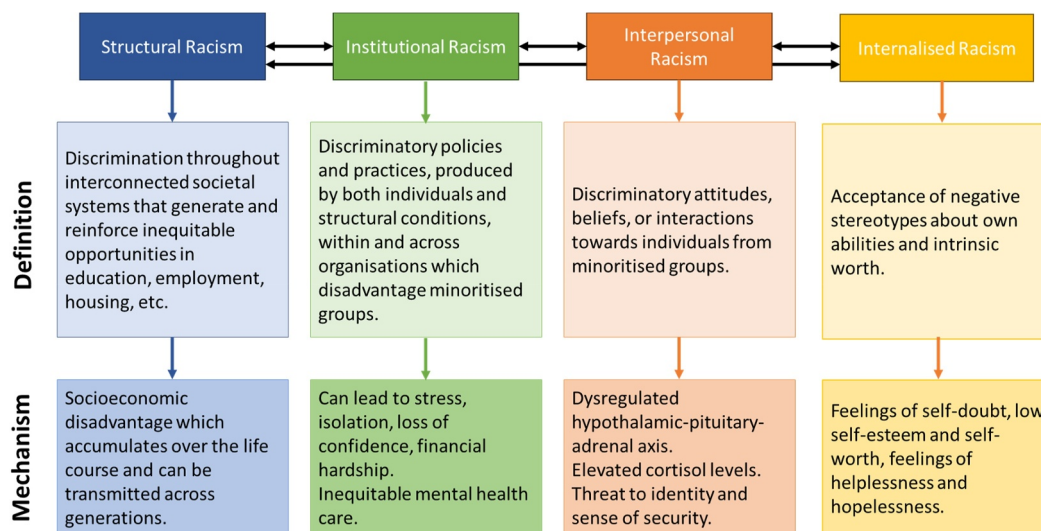 Structural Racism
Institutional Racism
Interpersonal
Racism
Internalised Racism
Definition
Discrimination throughout
interconnected societal
systems that generate and
reinforce inequitable
opportunities in
education, employment,
housing, etc.
Discriminatory policies
and practices, produced
by both individuals and
structural conditions,
within and across
organisations which
disadvantage minoritised
groups.
Discriminatory attitudes,
beliefs, or interactions
towards individuals from
minoritised groups.
Acceptance of negative
stereotypes about own
abilities and intrinsic
worth.
Mechanism
Socioeconomic
disadvantage which
accumulates over the life
course and can be
transmitted across
generations.
Can lead to stress,
isolation, loss of
confidence, financial
hardship.
Inequitable mental health
care.
Dysregulated
hypothalamic-pituitary-
adrenal axis.
Elevated cortisol levels.
Threat to identity and
sense of security.
Feelings of self-doubt, low
self-esteem and self-
worth, feelings of
helplessness and
hopelessness.